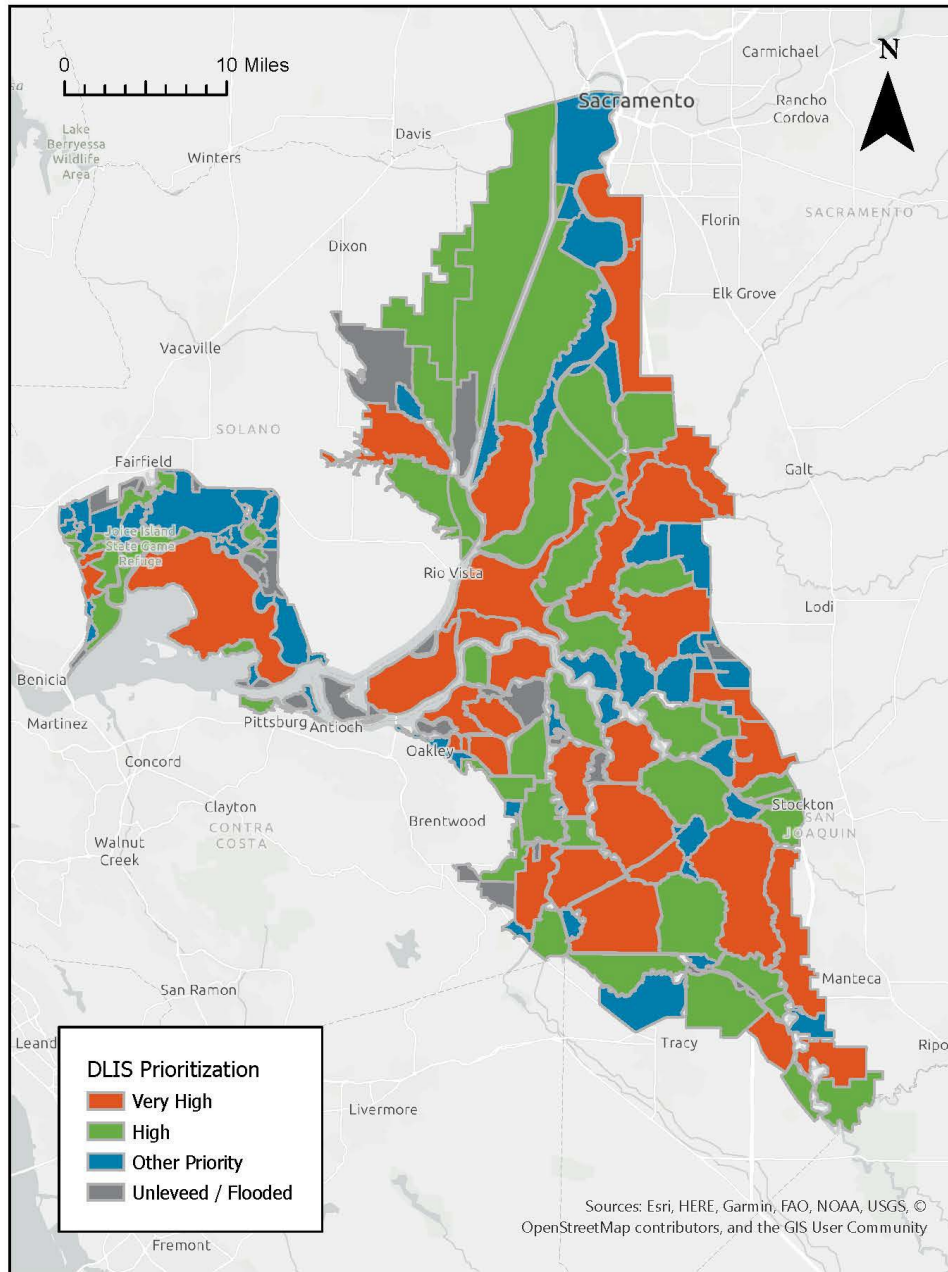 0 10 Miles
N
Carmichael
Sacramento
Rancho
Cordova
Lake
Berryessa
Wildlife
Area
Davis
Winters
Florin
SACRAMENTO
Dixon
Elk Grove
Vacaville
SOLANO
Fairfield
Galt
Joice Island
State Game
Refuge
Rio Vista
Lodi
Benicia
Martinez
Pittsburg
Antioch
Oakley
Concord
Clayton
CONTRA
COSTA
Brentwood
Stockton
SAN
JOAQUIN
Walnut
Creek
San Ramon
Manteca
Leand
Tracy
Ripo
Livermore
Fremont
DLIS Prioritization
Very High
High
Other Priority
Unleveed / Flooded
Sources: Esri, HERE, Garmin, FAO, NOAA, USGS, ©
OpenStreetMap contributors, and the GIS User Community